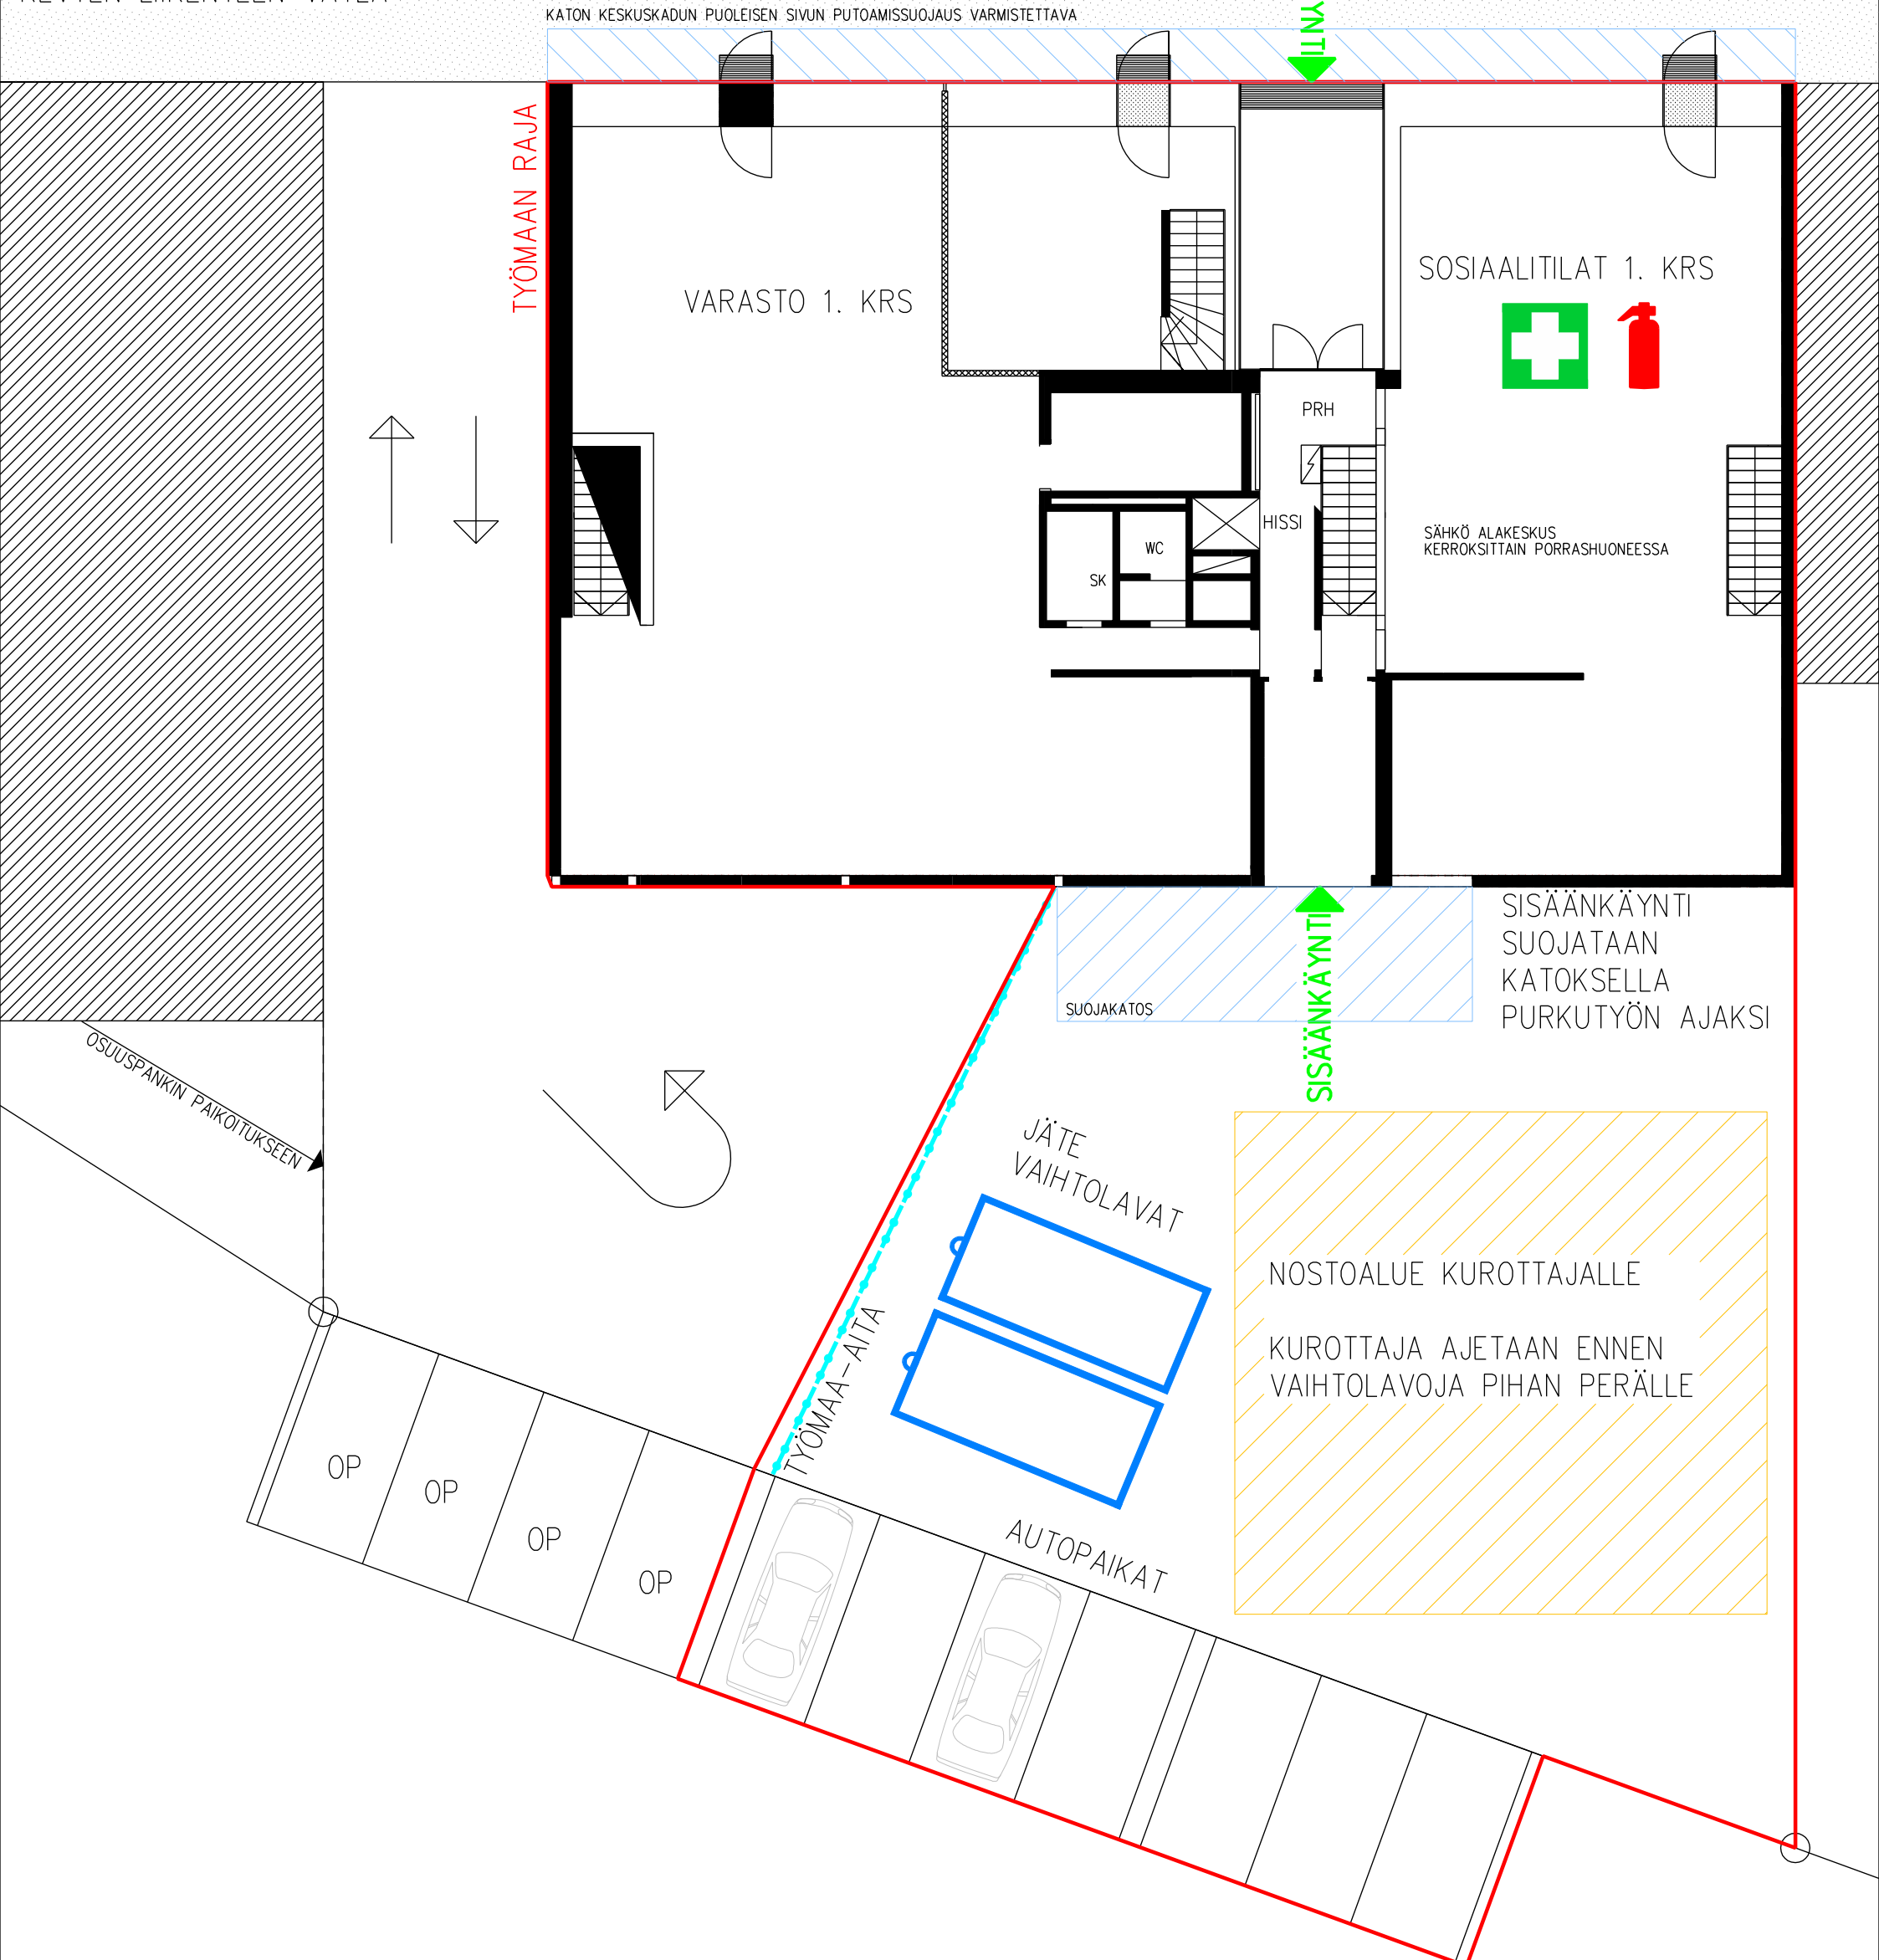 KATON KESKUSKADUN PUOLEISEN SIVUN PUTOAMISSUOJAUS VARMISTETTAVA
TYÖMAAN RAJA
VARASTO 1. KRS
SOSIAALITILAT 1. KRS
PRH
HISSI
WC
SK
SÄHKÖ ALAKESKUS
KERROKSITTAIN PORRASHUONEESSA
SISÄÄNKÄYNTI
SUOJATAAN
KATOKSELLA
PURKUTYÖN AJAKSI
SUOJAKATOS
SISÄÄNKÄYNTI
OSUUSPANKIN PAIKOITUKSEEN
JÄTE
VAIHTOLAVAT
NOSTOALUE KUROTTAJALLE
KUROTTAJA AJETAAN ENNEN
VAIHTOLAVOJA PIHAN PERÄLLE
TYÖMAA-AITA
AUTOPAIKAT
OP
OP
OP
OP